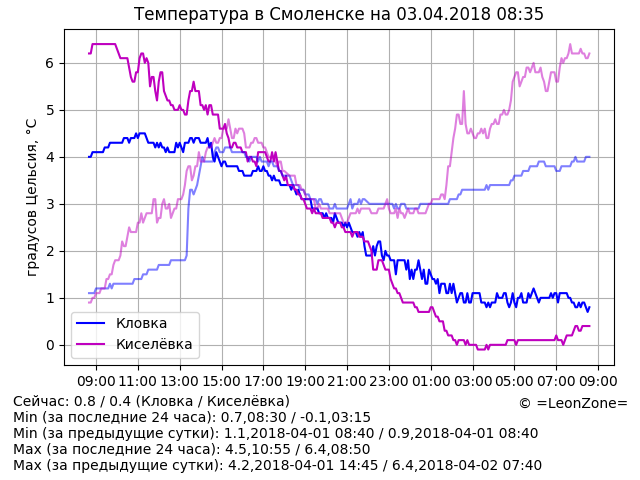 Температура в Смоленске на 03.04.2018 08:35
градусов Цельсия, °C
6
5
4
3
2
1
0
Кловка
Киселёвка
09:00 11:00 13:00 15:00 17:00 19:00 21:00 23:00 01:00 03:00 05:00 07:00 09:00
Сейчас: 0.8 / 0.4 (Кловка / Киселёвка)
© =LeonZone=
Min (за последние 24 часа): 0.7,08:30 / -0.1,03:15
Min (за предыдущие сутки): 1.1,2018-04-01 08:40 / 0.9,2018-04-01 08:40
Max (за последние 24 часа): 4.5,10:55 / 6.4,08:50
Max (за предыдущие сутки): 4.2,2018-04-01 14:45 / 6.4,2018-04-02 07:40